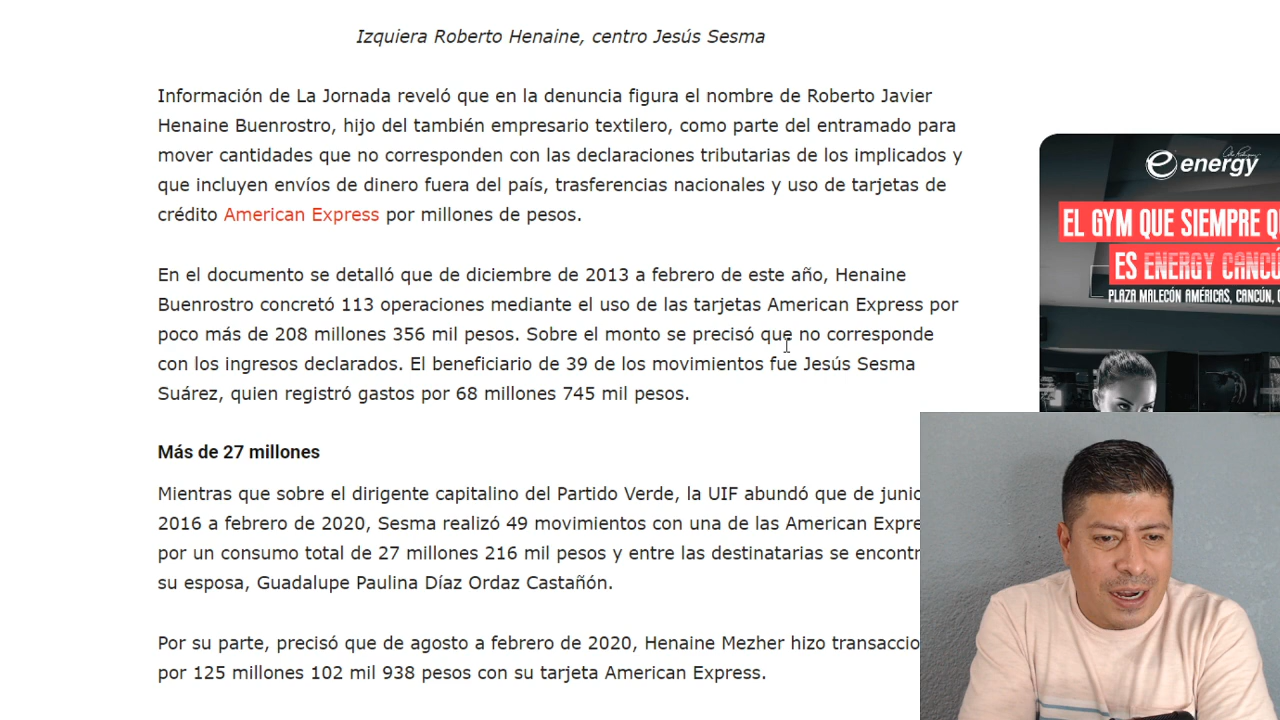 Izquiera Roberto Henaine, centro Jesús Sesma
Información de La Jornada reveló que en la denuncia figura el nombre de Roberto Javier
Henaine Buenrostro, hijo del también empresario textilero, como parte del entramado para
mover cantidades que no corresponden con las declaraciones tributarias de los implicados y
que incluyen envíos de dinero fuera del país, trasferencias nacionales y uso de tarjetas de
crédito American Express por millones de pesos.
En el documento se detalló que de diciembre de 2013 a febrero de este año, Henaine
Buenrostro concretó 113 operaciones mediante el uso de las tarjetas American Express por
poco más de 208 millones 356 mil pesos. Sobre el monto se precisó que no corresponde
con los ingresos declarados. El beneficiario de 39 de los movimientos fue Jesús Sesma
Suárez, quien registró gastos por 68 millones 745 mil pesos.
Más de 27 millones
Mientras que sobre el dirigente capitalino del Partido Verde, la UIF abundó que de junio
2016 a febrero de 2020, Sesma realizó 49 movimientos con una de las American Expre
por un consumo total de 27 millones 216 mil pesos y entre las destinatarias se encontr
su esposa, Guadalupe Paulina Díaz Ordaz Castañón.
Por su parte, precisó que de agosto a febrero de 2020, Henaine Mezher hizo transaccio
por 125 millones 102 mil 938 pesos con su tarjeta American Express.
energy
EL GYM QUE SIEMPRE Q
ES ENERGY CANCÚ
PLAZA MALECÓN AMÉRICAS, CANCÚN,